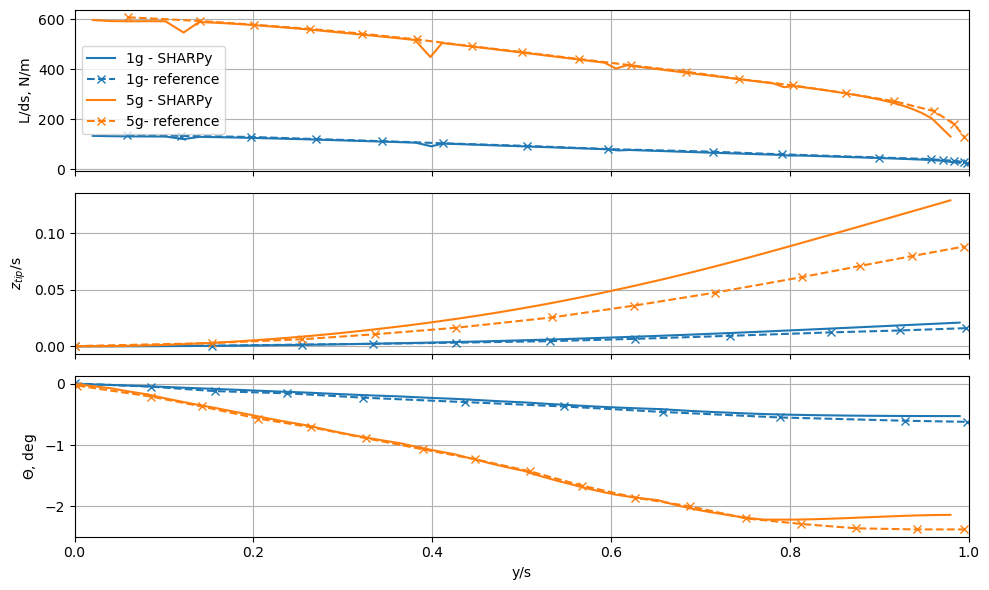 600
400
200
0
L/ds, N/m
1g - SHARPy
1g- reference
5g - SHARPy
5g- reference
0.10
0.05
0.00
z_tip/s
0
−1
−2
Θ, deg
0.0 0.2 0.4 0.6 0.8 1.0
y/s